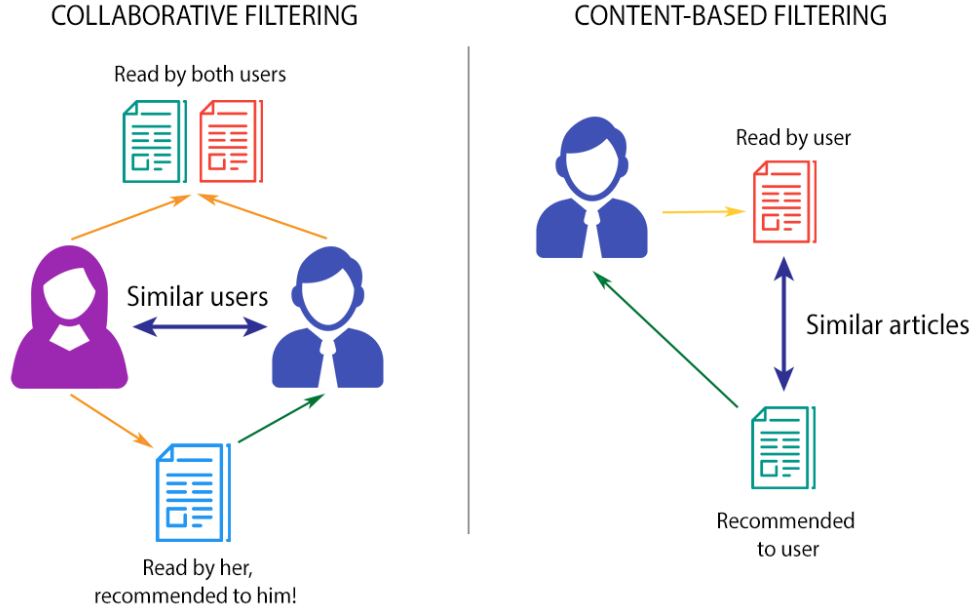 COLLABORATIVE FILTERING
Read by both users
Similar users
Read by her,
recommended to him!
CONTENT-BASED FILTERING
Read by user
Similar articles
Recommended
to user